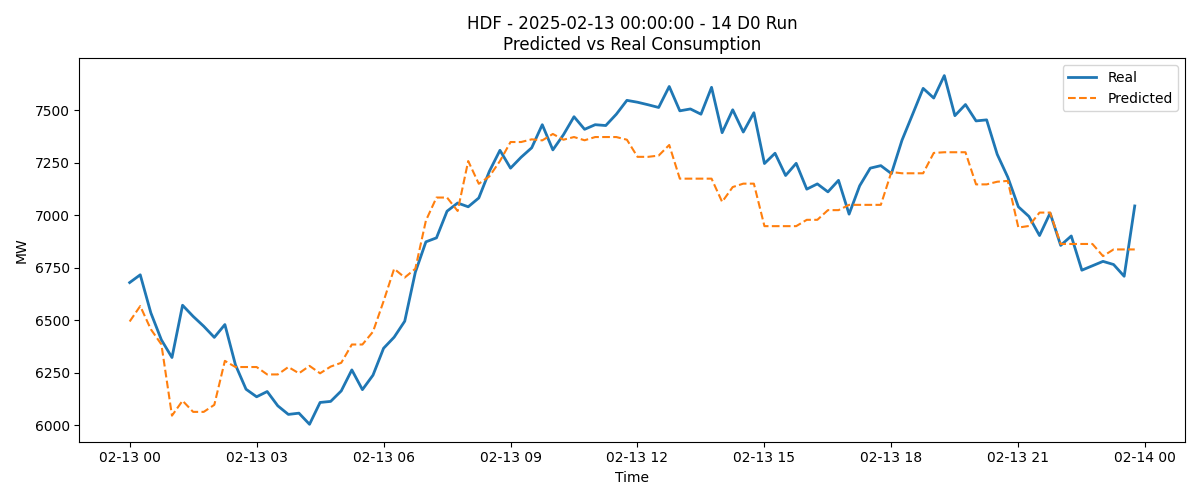 HDF - 2025-02-13 00:00:00 - 14 D0 Run
Predicted vs Real Consumption
Real
Predicted
MW
7500
7250
7000
6750
6500
6250
6000
02-13 00
02-13 03
02-13 06
02-13 09
02-13 12
02-13 15
02-13 18
02-13 21
02-14 00
Time